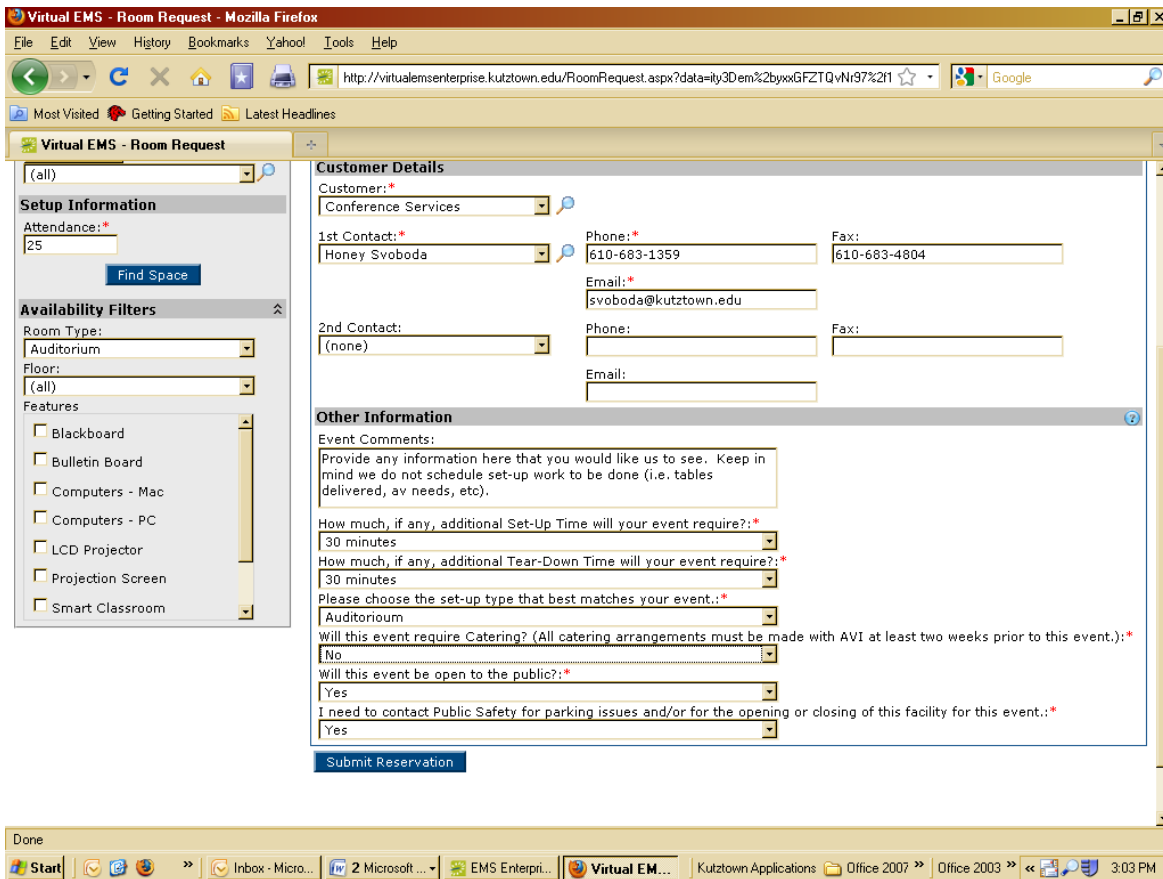 Virtual EMS - Room Request - Mozilla Firefox
File Edit View History Bookmarks Yahoo! Tools Help
http://virtualemsenterprise.kutztown.edu/RoomRequest.aspx?data=ity3Dem%2byxxGFZTQvNr97%2f1
Google
Most Visited Getting Started Latest Headlines
Virtual EMS - Room Request
(all)
Setup Information
Attendance:*
25
Find Space
Availability Filters
Room Type:
Auditorium
Floor:
(all)
Features
Blackboard
Bulletin Board
Computers - Mac
Computers - PC
LCD Projector
Projection Screen
Smart Classroom
Customer Details
Customer:*
Conference Services
1st Contact:* Phone:* Fax:
Honey Svoboda 610-683-1359 610-683-4804
Email:*
svoboda@kutztown.edu
2nd Contact: Phone: Fax:
(none)
Email:
Other Information
Event Comments:
Provide any information here that you would like us to see. Keep in
mind we do not schedule set-up work to be done (i.e. tables
delivered, av needs, etc).
How much, if any, additional Set-Up Time will your event require?:*
30 minutes
How much, if any, additional Tear-Down Time will your event require?:*
30 minutes
Please choose the set-up type that best matches your event.:*
Auditorioum
Will this event require Catering? (All catering arrangements must be made with AVI at least two weeks prior to this event.):*
No
Will this event be open to the public?:*
Yes
I need to contact Public Safety for parking issues and/or for the opening or closing of this facility for this event.:*
Yes
Submit Reservation
Done
Start » Inbox - Micro... 2 Microsoft ... EMS Enterpri... Virtual EM... Kutztown Applications Office 2007 » Office 2003 » « 3:03 PM